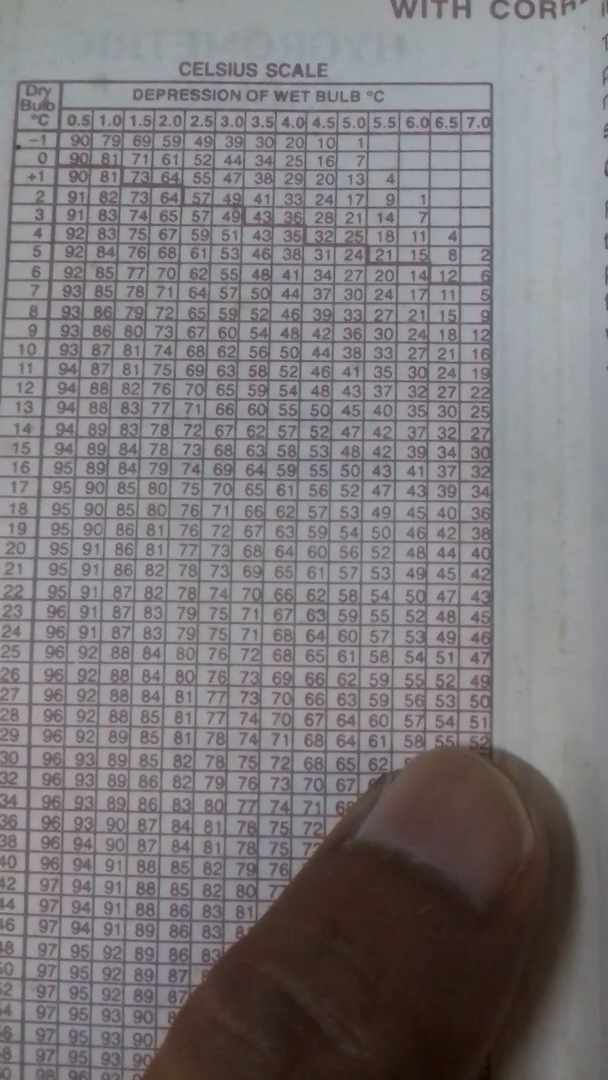 WITH CORR
CELSIUS SCALE
Dry Bulb °C
DEPRESSION OF WET BULB °C
0.5 1.0 1.5 2.0 2.5 3.0 3.5 4.0 4.5 5.0 5.5 6.0 6.5 7.0
-1 90 79 69 59 49 39 30 20 10 1
0 90 81 71 61 52 44 34 25 16 7
+1 90 81 73 64 55 47 38 29 20 13 4
2 91 82 73 64 57 49 41 33 24 17 9 1
3 91 83 74 65 57 49 43 36 28 21 14 7
4 92 83 75 67 59 51 43 35 32 25 18 11 4
5 92 84 76 68 61 53 46 38 31 24 21 15 8 2
6 92 85 77 70 62 55 48 41 34 27 20 14 12 6
7 93 85 78 71 64 57 50 44 37 30 24 17 11 5
8 93 86 79 72 65 59 52 46 39 33 27 21 15 9
9 93 86 80 73 67 60 54 48 42 36 30 24 18 12
10 93 87 81 74 68 62 56 50 44 38 33 27 21 16
11 94 87 81 75 69 63 58 52 46 41 35 30 24 19
12 94 88 82 76 70 65 59 54 48 43 37 32 27 22
13 94 88 83 77 71 66 60 55 50 45 40 35 30 25
14 94 89 83 78 72 67 62 57 52 47 42 37 32 27
15 94 89 84 78 73 68 63 58 53 48 42 39 34 30
16 95 89 84 79 74 69 64 59 55 50 43 41 37 32
17 95 90 85 80 75 70 65 61 56 52 47 43 39 34
18 95 90 85 80 76 71 66 62 57 53 49 45 40 36
19 95 90 86 81 76 72 67 63 59 54 50 46 42 38
20 95 91 86 81 77 73 68 64 60 56 52 48 44 40
21 95 91 86 82 78 73 69 65 61 57 53 49 45 42
22 95 91 87 82 78 74 70 66 62 58 54 50 47 43
23 96 91 87 83 79 75 71 67 63 59 55 52 48 45
24 96 91 87 83 79 75 71 68 64 60 57 53 49 46
25 96 92 88 84 80 76 72 68 65 61 58 54 51 47
26 96 92 88 84 80 76 73 69 66 62 59 55 52 49
27 96 92 88 84 81 77 73 70 66 63 59 56 53 50
28 96 92 88 85 81 77 74 70 67 64 60 57 54 51
29 96 92 89 85 81 78 74 71 68 64 61 58 55 52
30 96 93 89 85 82 78 75 72 68 65 62
32 96 93 89 86 82 79 76 73 70 67
34 96 93 89 86 83 80 77 74 71
36 96 93 90 87 84 81 78 75 72
38 96 94 90 87 84 81 78 75
40 96 94 91 88 85 82 79 76
42 97 94 91 88 85 82 80
44 97 94 91 88 86 83 81
46 97 94 91 89 86 83
48 97 95 92 89 86 83
50 97 95 92 89 87
52 97 95 92 89 87
54 97 95 93 90
56 97 95 93 90
58 97 95 93 90